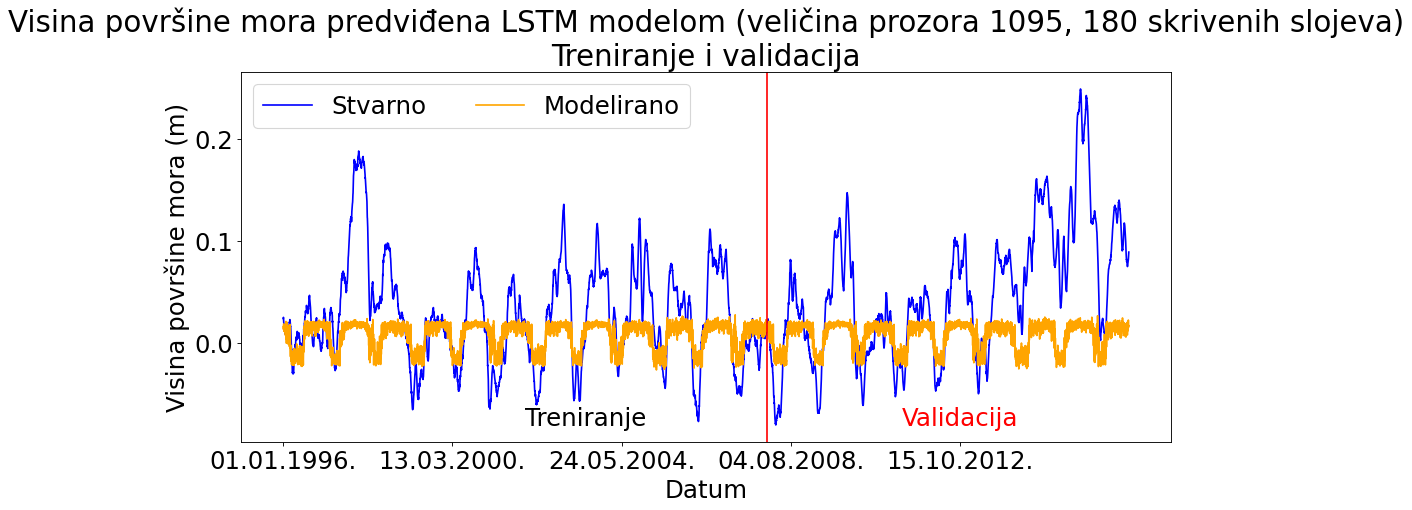 Visina površine mora predviđena LSTM modelom (veličina prozora 1095, 180 skrivenih slojeva)
Treniranje i validacija
Stvarno
Modelirano
Visina površine mora (m)
0.2
0.1
0.0
Treniranje
Validacija
01.01.1996.
13.03.2000.
24.05.2004.
04.08.2008.
15.10.2012.
Datum